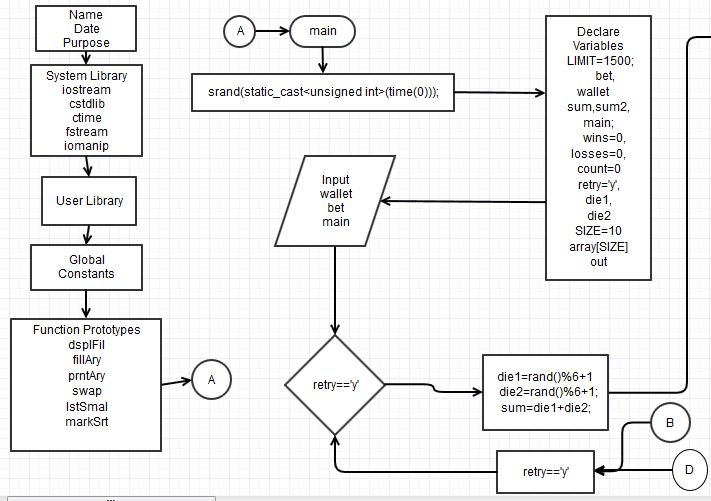 Name
Date
Purpose
System Library
iostream
cstdlib
ctime
fstream
iomanip
User Library
Global
Constants
Function Prototypes
dsplFil
fillAry
prntAry
swap
lstSmal
markSrt
A
A
main
srand(static_cast<unsigned int>(time(0)));
Declare
Variables
LIMIT=1500;
bet,
wallet
sum,sum2,
main;
wins=0,
losses=0,
count=0
retry='y',
die1,
die2
SIZE=10
array[SIZE]
out
Input
wallet
bet
main
retry=='y'
die1=rand()%6+1
die2=rand()%6+1;
sum=die1+die2;
B
retry=='y'
D